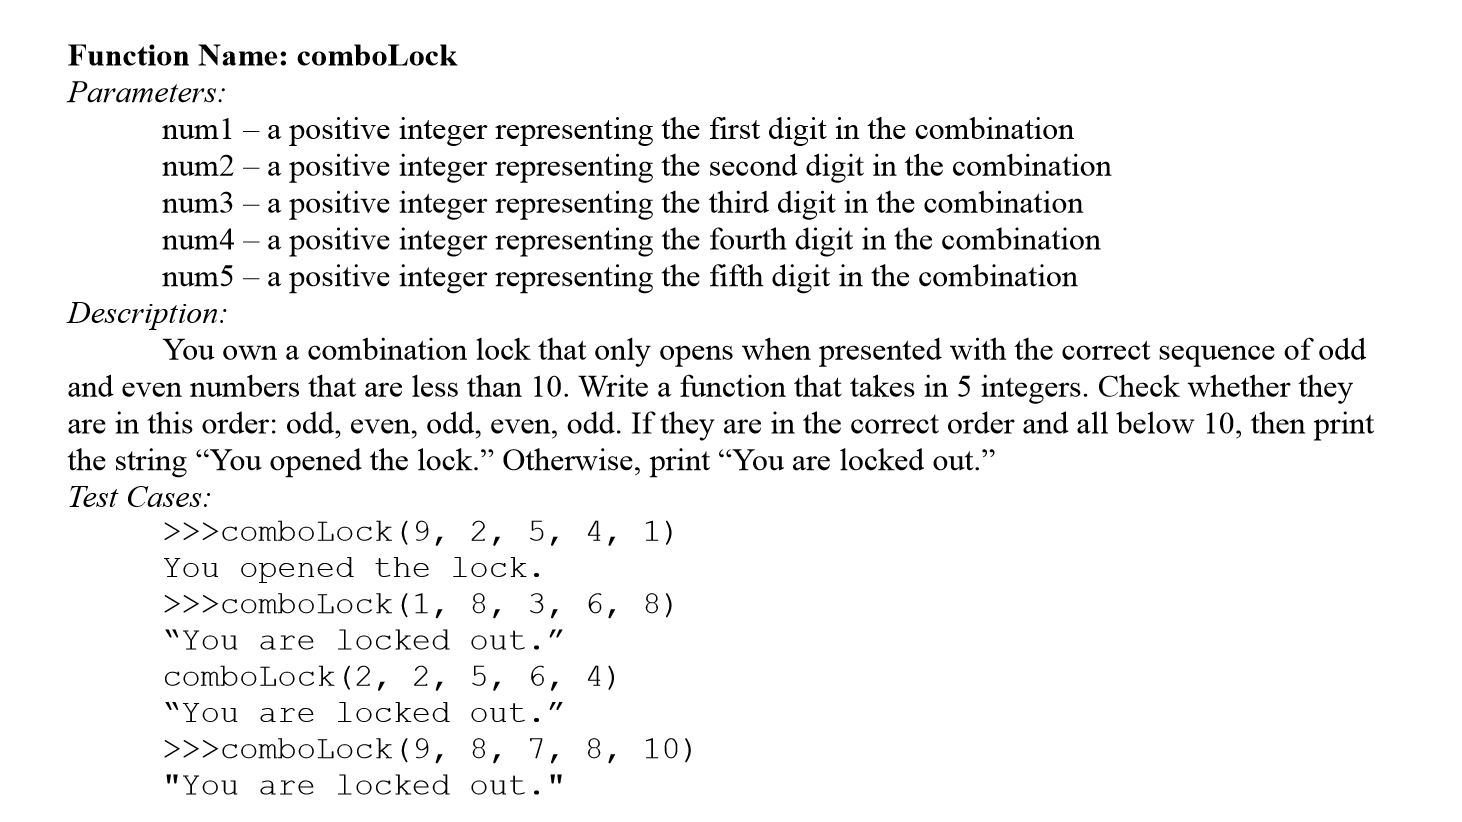 Function Name: comboLock
Parameters:
num1 – a positive integer representing the first digit in the combination
num2 – a positive integer representing the second digit in the combination
num3 – a positive integer representing the third digit in the combination
num4 – a positive integer representing the fourth digit in the combination
num5 – a positive integer representing the fifth digit in the combination
Description:
You own a combination lock that only opens when presented with the correct sequence of odd
and even numbers that are less than 10. Write a function that takes in 5 integers. Check whether they
are in this order: odd, even, odd, even, odd. If they are in the correct order and all below 10, then print
the string “You opened the lock.” Otherwise, print “You are locked out.”
Test Cases:
>>>comboLock(9, 2, 5, 4, 1)
You opened the lock.
>>>comboLock(1, 8, 3, 6, 8)
“You are locked out.”
comboLock(2, 2, 5, 6, 4)
“You are locked out.”
>>>comboLock(9, 8, 7, 8, 10)
"You are locked out."